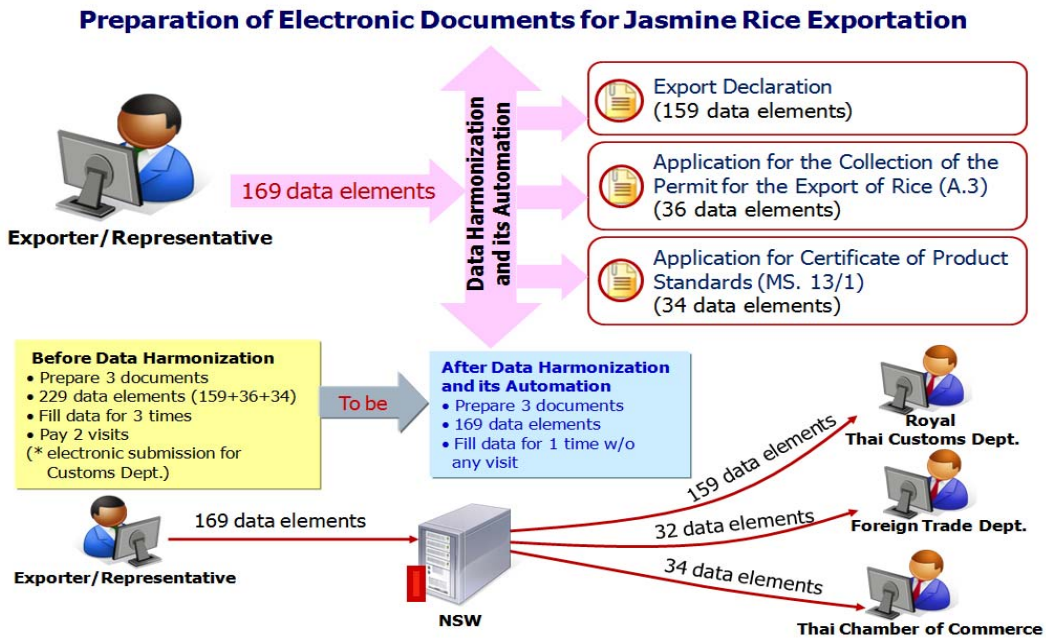 Preparation of Electronic Documents for Jasmine Rice Exportation
Exporter/Representative
169 data elements
Data Harmonization
and its Automation
Export Declaration
(159 data elements)
Application for the Collection of the
Permit for the Export of Rice (A.3)
(36 data elements)
Application for Certificate of Product
Standards (MS. 13/1)
(34 data elements)
Before Data Harmonization
• Prepare 3 documents
• 229 data elements (159+36+34)
• Fill data for 3 times
• Pay 2 visits
(* electronic submission for
Customs Dept.)
To be
After Data Harmonization
and its Automation
• Prepare 3 documents
• 169 data elements
• Fill data for 1 time w/o
any visit
Exporter/Representative
169 data elements
NSW
159 data elements
Royal
Thai Customs Dept.
32 data elements
Foreign Trade Dept.
34 data elements
Thai Chamber of Commerce